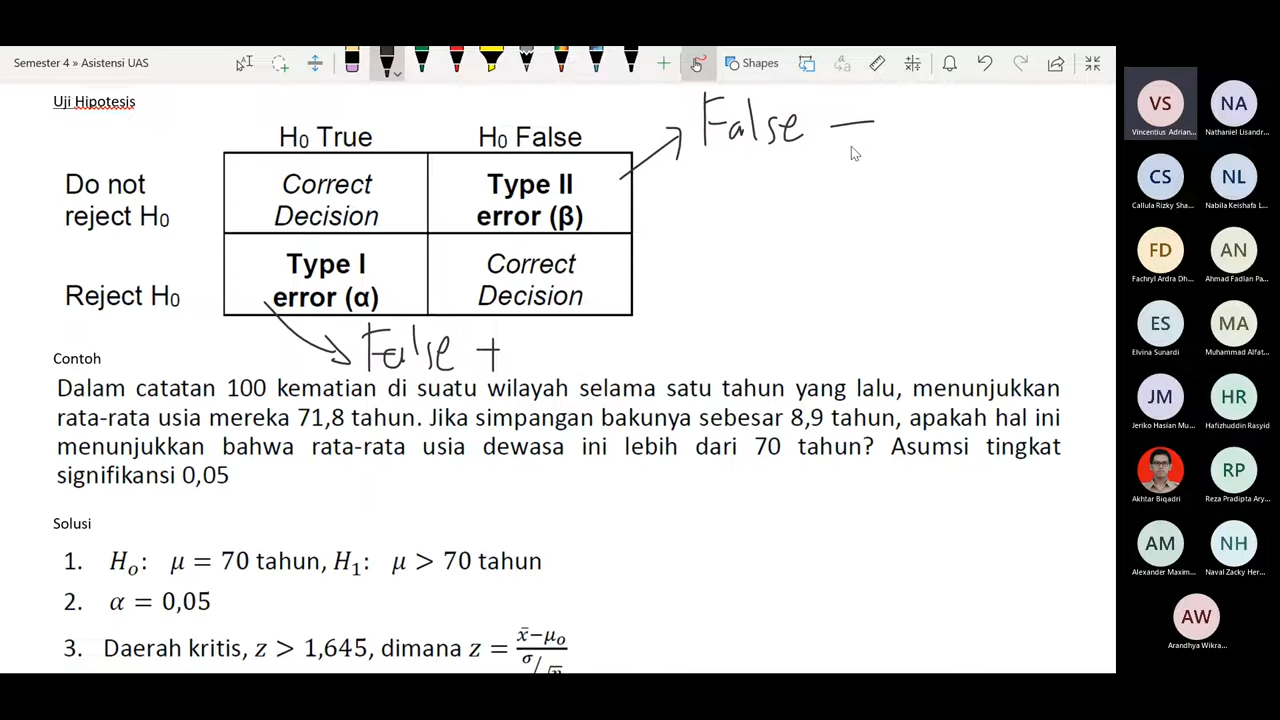 Semester 4 » Asistensi UAS
Shapes
Uji Hipotesis
False —
H₀ True H₀ False
Do not reject H₀
Correct Decision
Type II error (β)
Reject H₀
Type I error (α)
Correct Decision
False +
Contoh
Dalam catatan 100 kematian di suatu wilayah selama satu tahun yang lalu, menunjukkan
rata-rata usia mereka 71,8 tahun. Jika simpangan bakunya sebesar 8,9 tahun, apakah hal ini
menunjukkan bahwa rata-rata usia dewasa ini lebih dari 70 tahun? Asumsi tingkat
signifikansi 0,05
Solusi
1. Hₒ: μ = 70 tahun, H₁: μ > 70 tahun
2. α = 0,05
3. Daerah kritis, z > 1,645, dimana z = (x̄−μₒ)/(σ/√n)
VS
Vincentius Adrian...
NA
Nathaniel Lisandr...
CS
Callula Rizky Sha...
NL
Nabila Keishafa L...
FD
Fachryl Ardra Dh...
AN
Ahmad Fadlan Pa...
ES
Elvina Sunardi
MA
Muhammad Alfat...
JM
Jeriko Hasian Mu...
HR
Hafizhuddin Rasyid
Akhtar Biqadri
RP
Reza Pradipta Ary...
AM
Alexander Maxim...
NH
Naval Zacky Her...
AW
Arandhya Wikra...